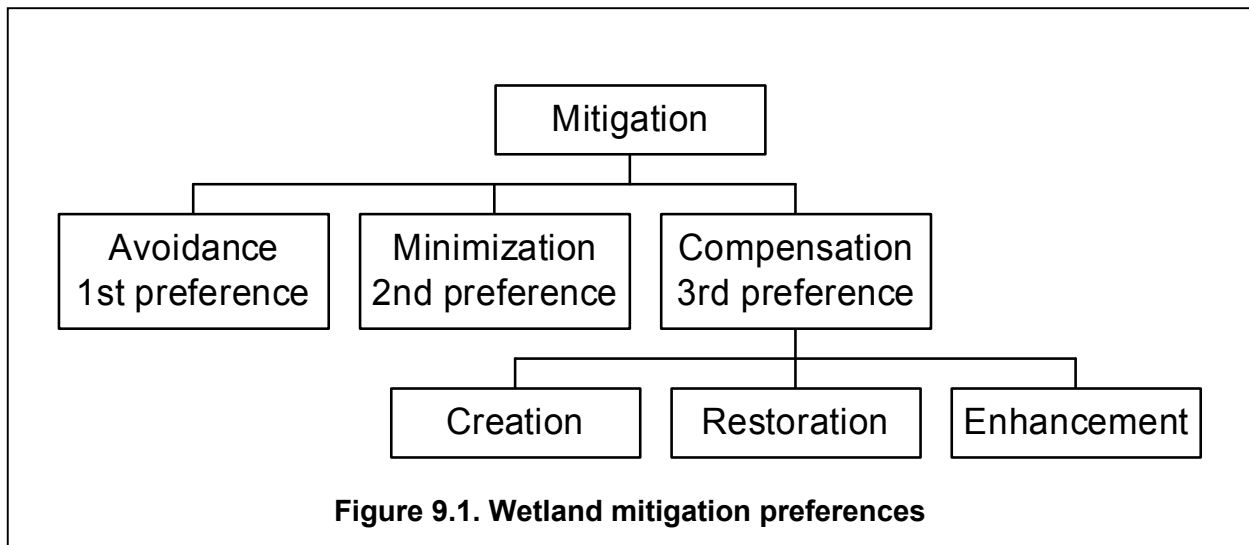 Mitigation
Avoidance
1st preference
Minimization
2nd preference
Compensation
3rd preference
Creation
Restoration
Enhancement
Figure 9.1. Wetland mitigation preferences